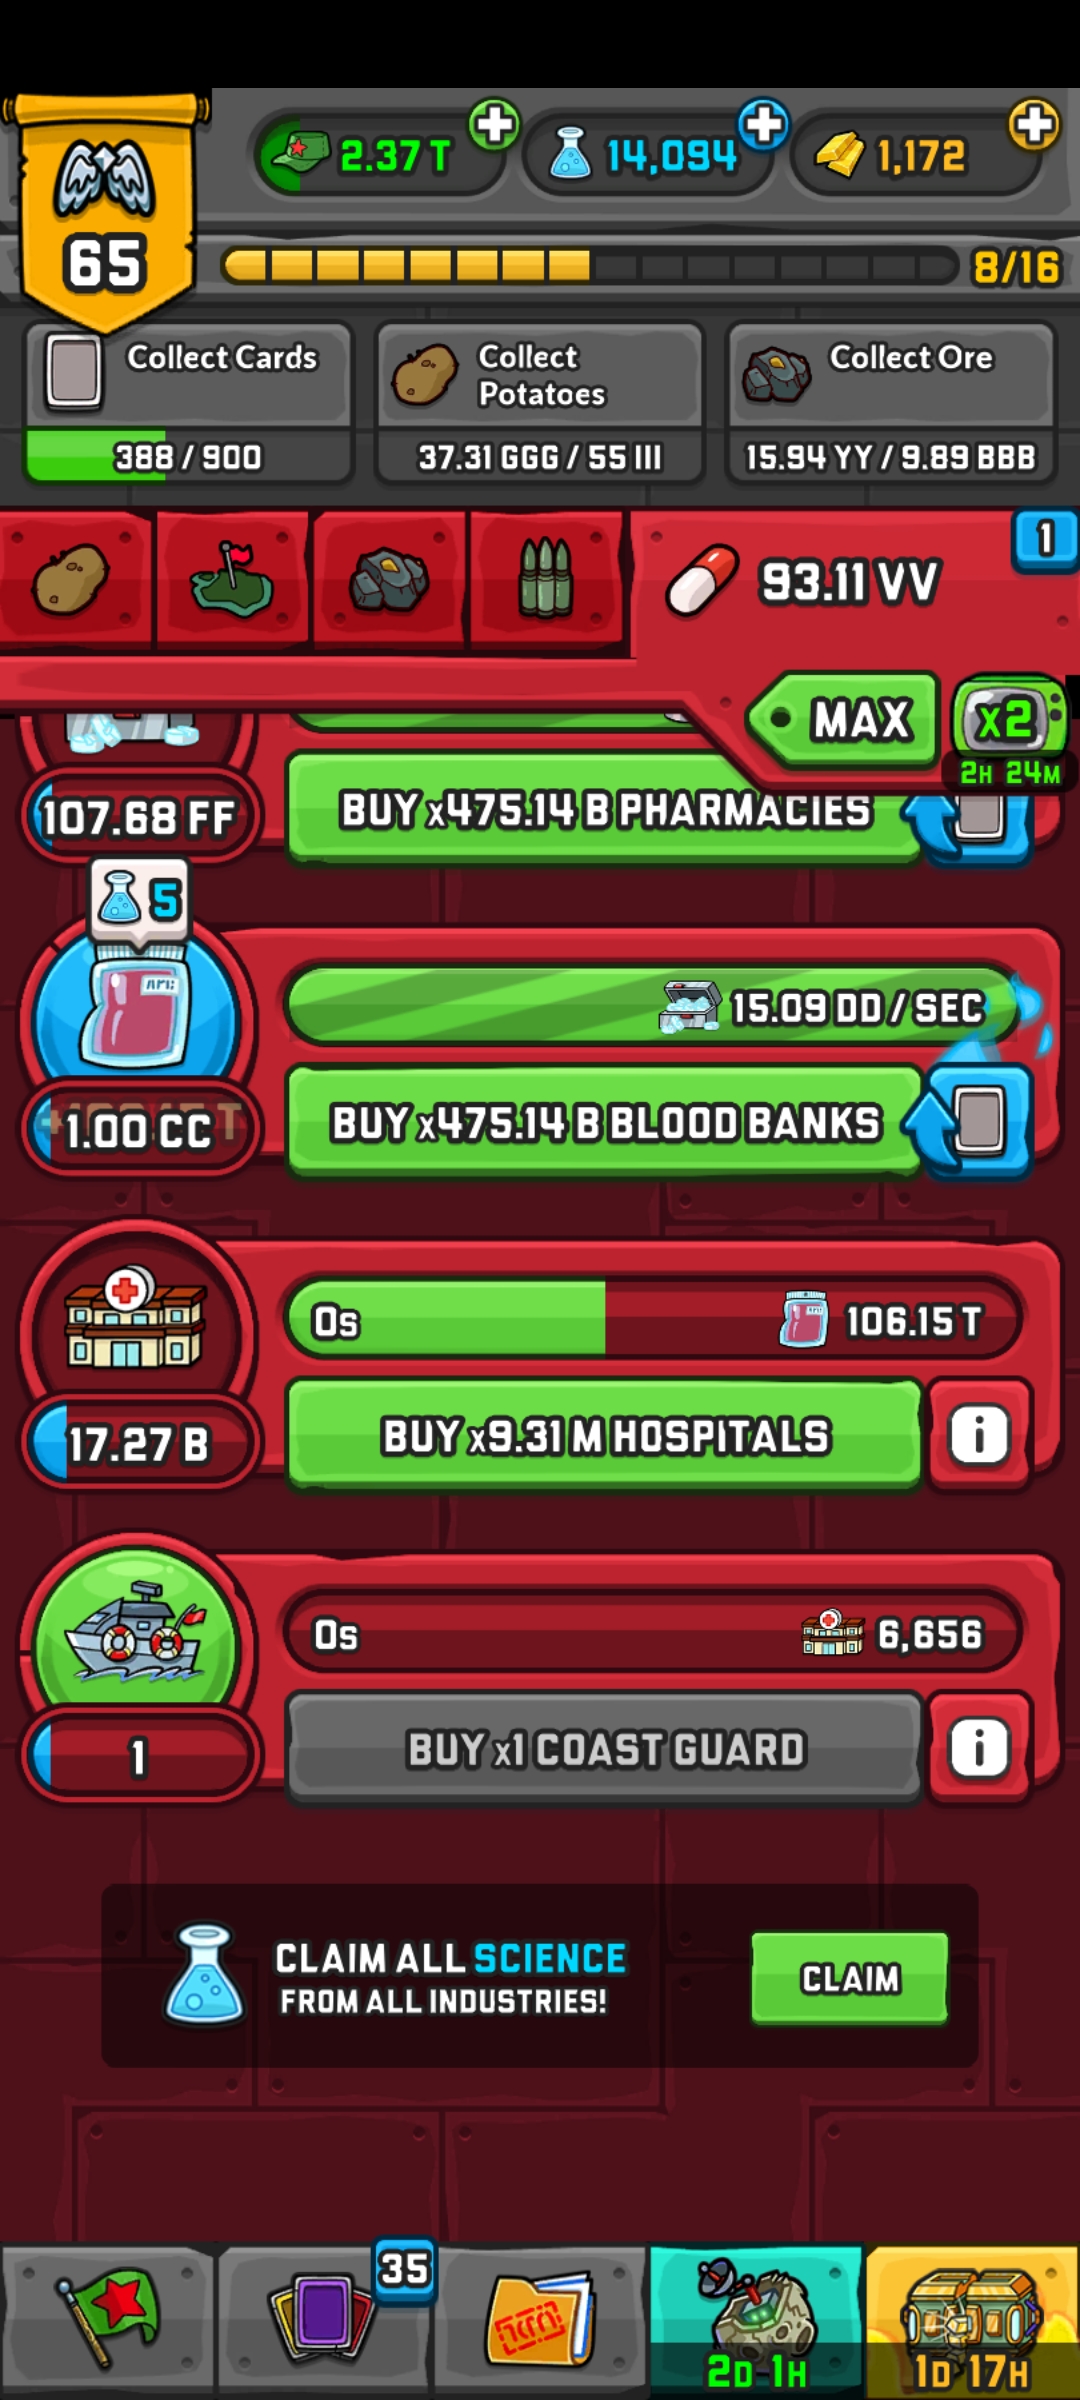 2.37 T
14,094
1,172
65
8/16
Collect Cards
388 / 900
Collect
Potatoes
37.31 GGG / 55 III
Collect Ore
15.94 YY / 9.89 BBB
93.11 VV
1
MAX
x2
2H 24M
107.68 FF
BUY x475.14 B PHARMACIES
5
15.09 DD / SEC
1.00 CC
BUY x475.14 B BLOOD BANKS
0s
106.15 T
17.27 B
BUY x9.31 M HOSPITALS
i
0s
6,656
1
BUY x1 COAST GUARD
i
CLAIM ALL SCIENCE
FROM ALL INDUSTRIES!
CLAIM
35
2D 1H
1D 17H